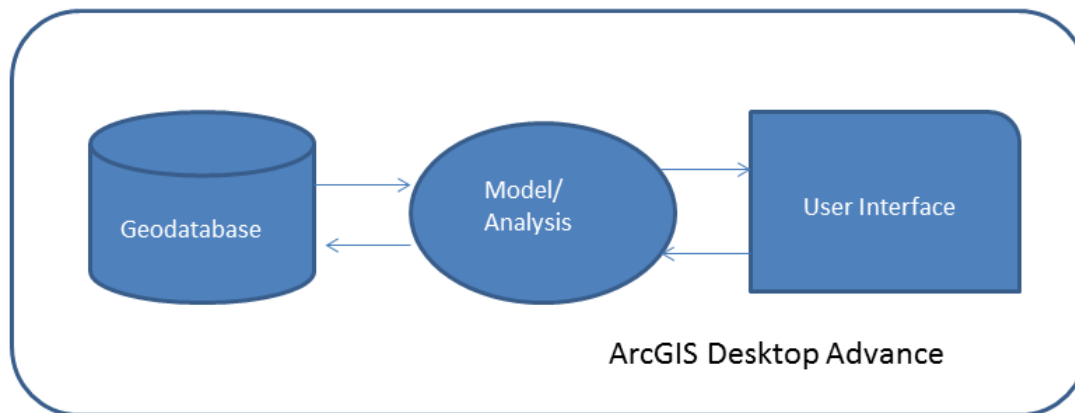 Geodatabase
Model/
Analysis
User Interface
ArcGIS Desktop Advance